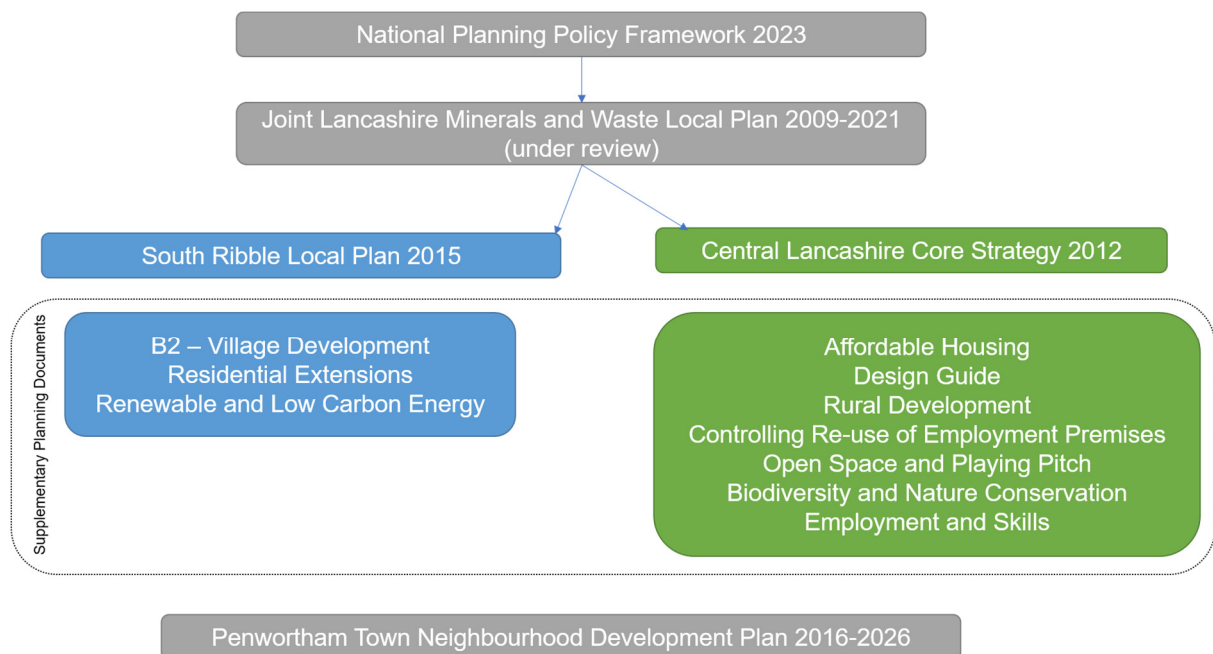 National Planning Policy Framework 2023
Joint Lancashire Minerals and Waste Local Plan 2009-2021
(under review)
South Ribble Local Plan 2015
Central Lancashire Core Strategy 2012
Supplementary Planning Documents
B2 – Village Development
Residential Extensions
Renewable and Low Carbon Energy
Affordable Housing
Design Guide
Rural Development
Controlling Re-use of Employment Premises
Open Space and Playing Pitch
Biodiversity and Nature Conservation
Employment and Skills
Penwortham Town Neighbourhood Development Plan 2016-2026